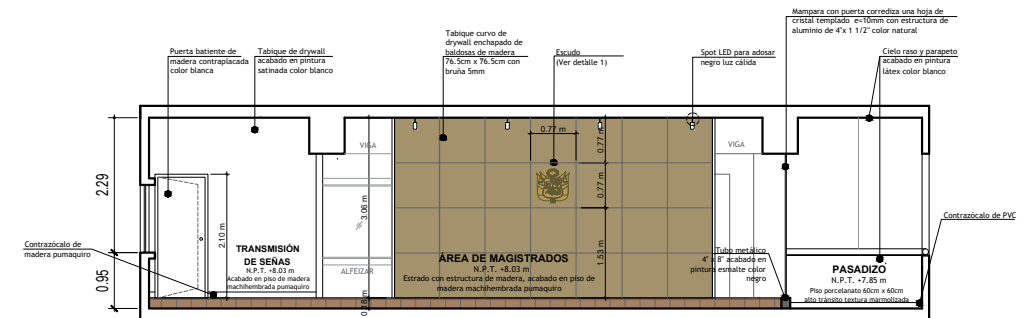 Mampara con puerta corrediza una hoja de
cristal templado  e=10mm con estructura de
aluminio de 4"x 1 1/2" color natural
Puerta batiente de
madera contraplacada
color blanca
Tabique de drywall
acabado en pintura
satinada color blanco
Tabique curvo de
drywall enchapado de
baldosas de madera
76.5cm x 76.5cm con
bruña 5mm
Escudo
(Ver detalle 1)
Spot LED para adosar
negro luz cálida
Cielo raso y parapeto
acabado en pintura
látex color blanco
0.77 m
0.77 m
VIGA
VIGA
2.29
0.77 m
3.06 m
2.10 m
Contrazócalo de PVC
Contrazócalo de
madera pumaquiro
TRANSMISIÓN
DE SEÑAS
N.P.T. +8.03 m
Acabado en piso de madera
machihembrada pumaquiro
ALFEIZAR
ÁREA DE MAGISTRADOS
N.P.T. +8.03 m
Estrado con estructura de madera, acabado en piso de
madera machihembrada pumaquiro
1.53 m
Tubo metálico
4" x 8" acabado en
pintura esmalte color
negro
PASADIZO
N.P.T. +7.85 m
Piso porcelanato 60cm x 60cm
alto tránsito textura marmolizada
0.95
0.18 m